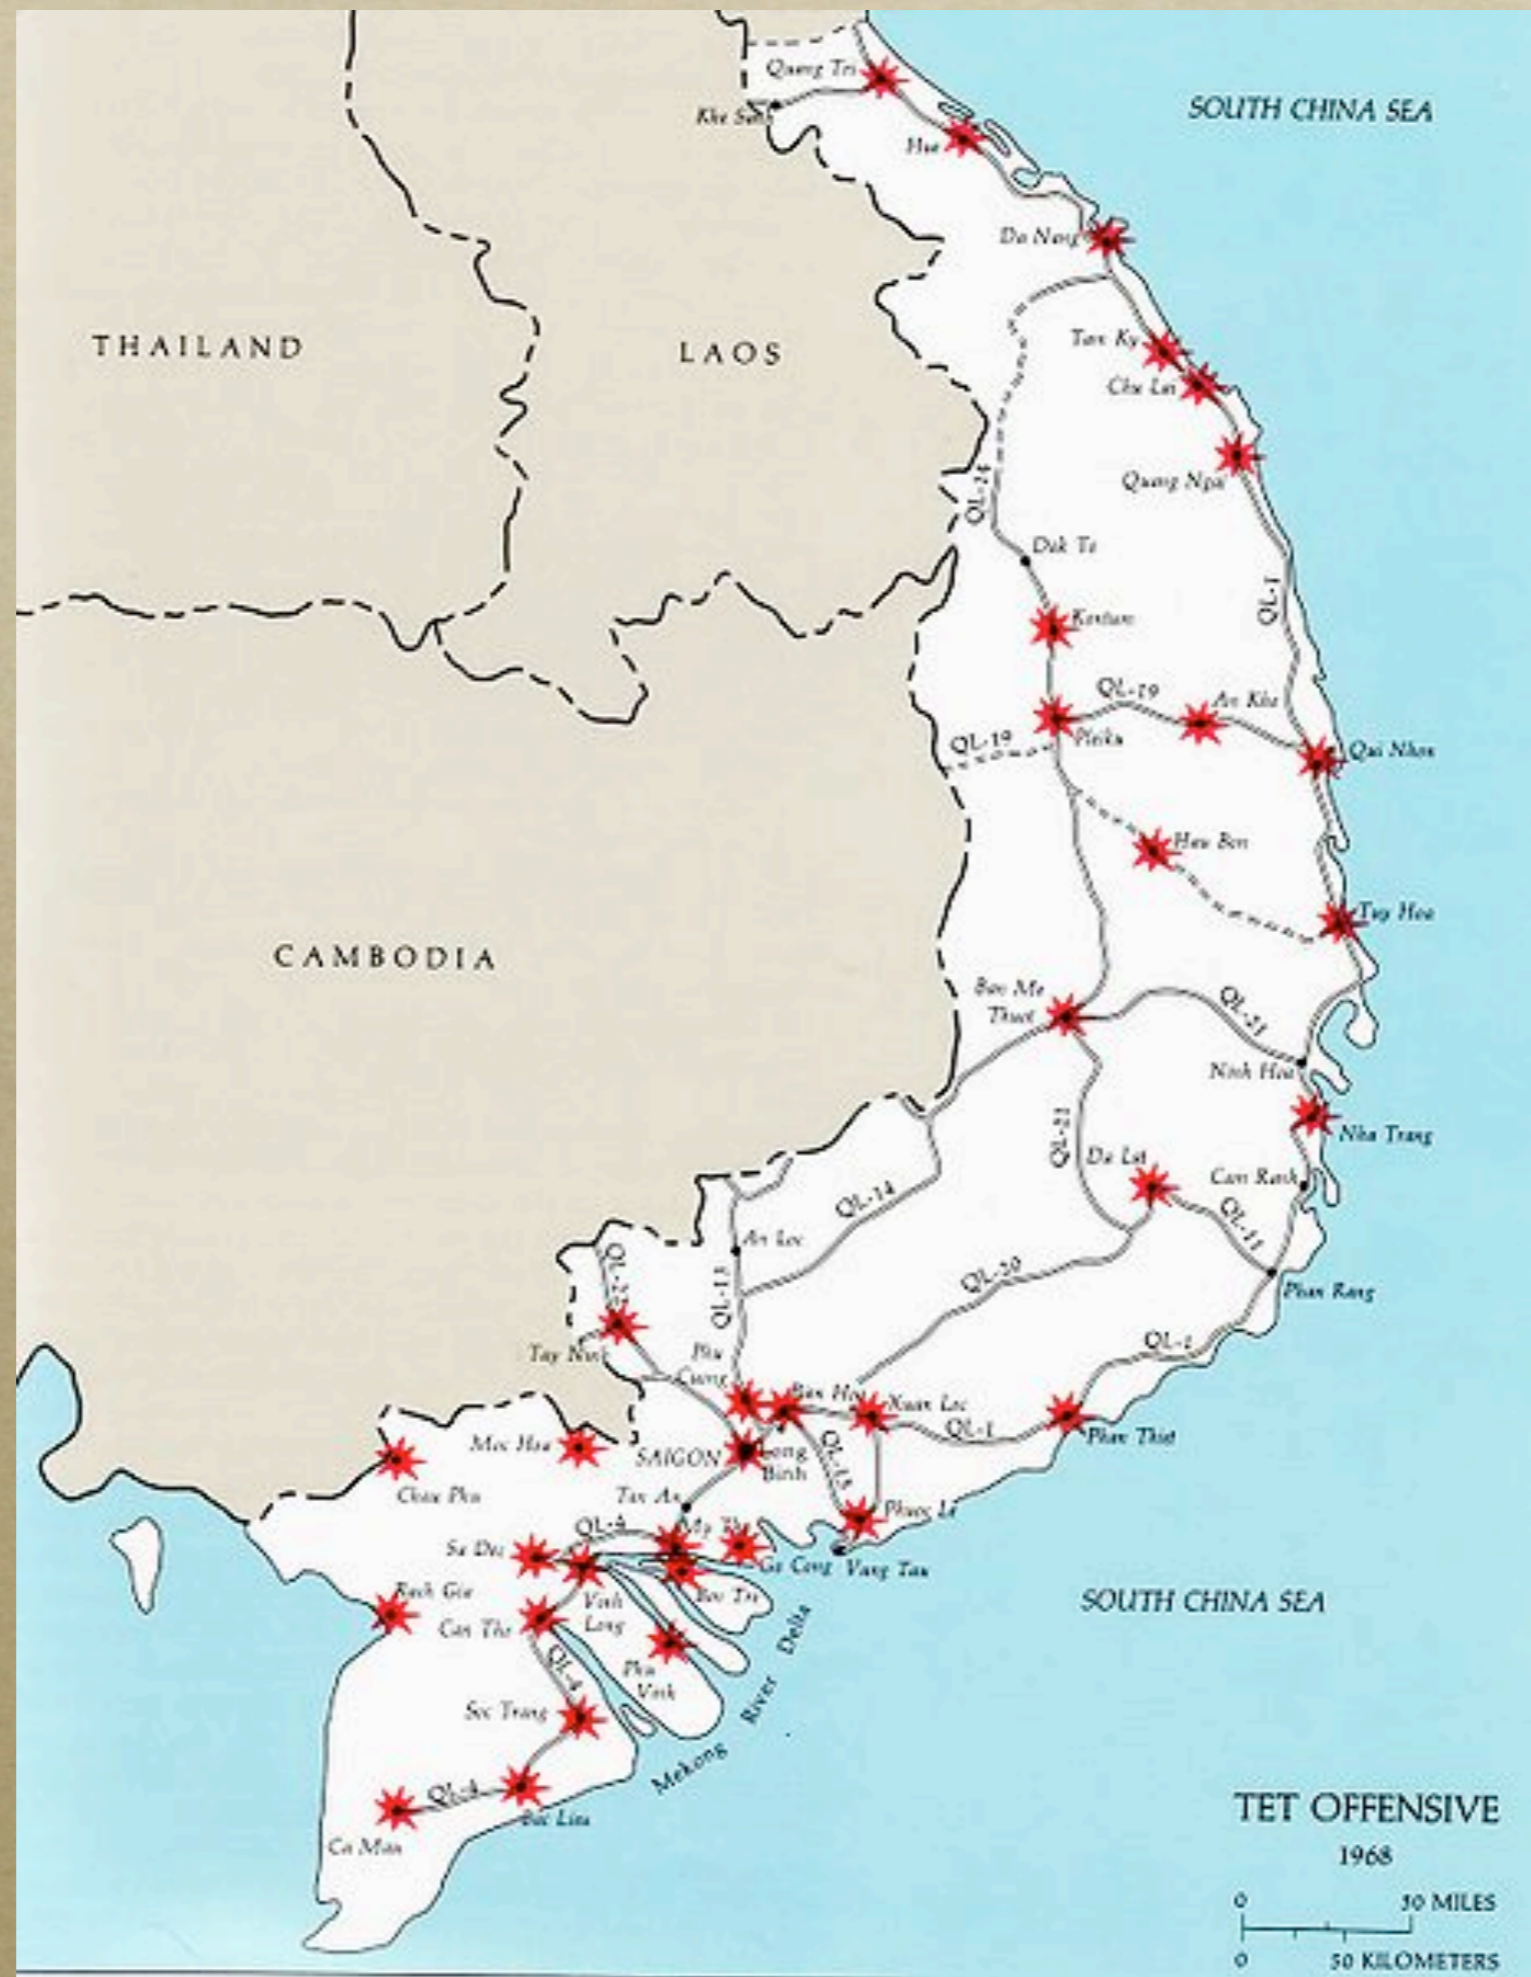 SOUTH CHINA SEA
Quang Tri
Khe Sanh
Hue
Da Nang
THAILAND
LAOS
Tam Ky
Chu Lai
Quang Ngai
QL-14
Dak To
QL-1
Kontum
QL-19
An Khe
Pleiku
QL-19
Qui Nhon
Hau Bon
Tuy Hoa
CAMBODIA
Ban Me
Thuot
QL-21
Ninh Hoa
Nha Trang
QL-21
Da Lat
Cam Ranh
QL-14
QL-11
An Loc
QL-22
QL-13
QL-20
Phan Rang
Tay Ninh
Phu
Cuong
QL-1
Bien Hoa
Xuan Loc
QL-1
Phan Thiet
Moc Hoa
SAIGON
Long
Binh
QL-15
Chau Phu
Tan An
Phuoc Le
QL-4
My Tho
Sa Dec
Go Cong
Vung Tau
Rach Gia
Vinh
Long
Ben Tre
SOUTH CHINA SEA
Can Tho
QL-4
Phu
Vinh
Mekong River Delta
Soc Trang
QL-4
Bac Lieu
Ca Mau
TET OFFENSIVE
1968
0 50 MILES
0 50 KILOMETERS